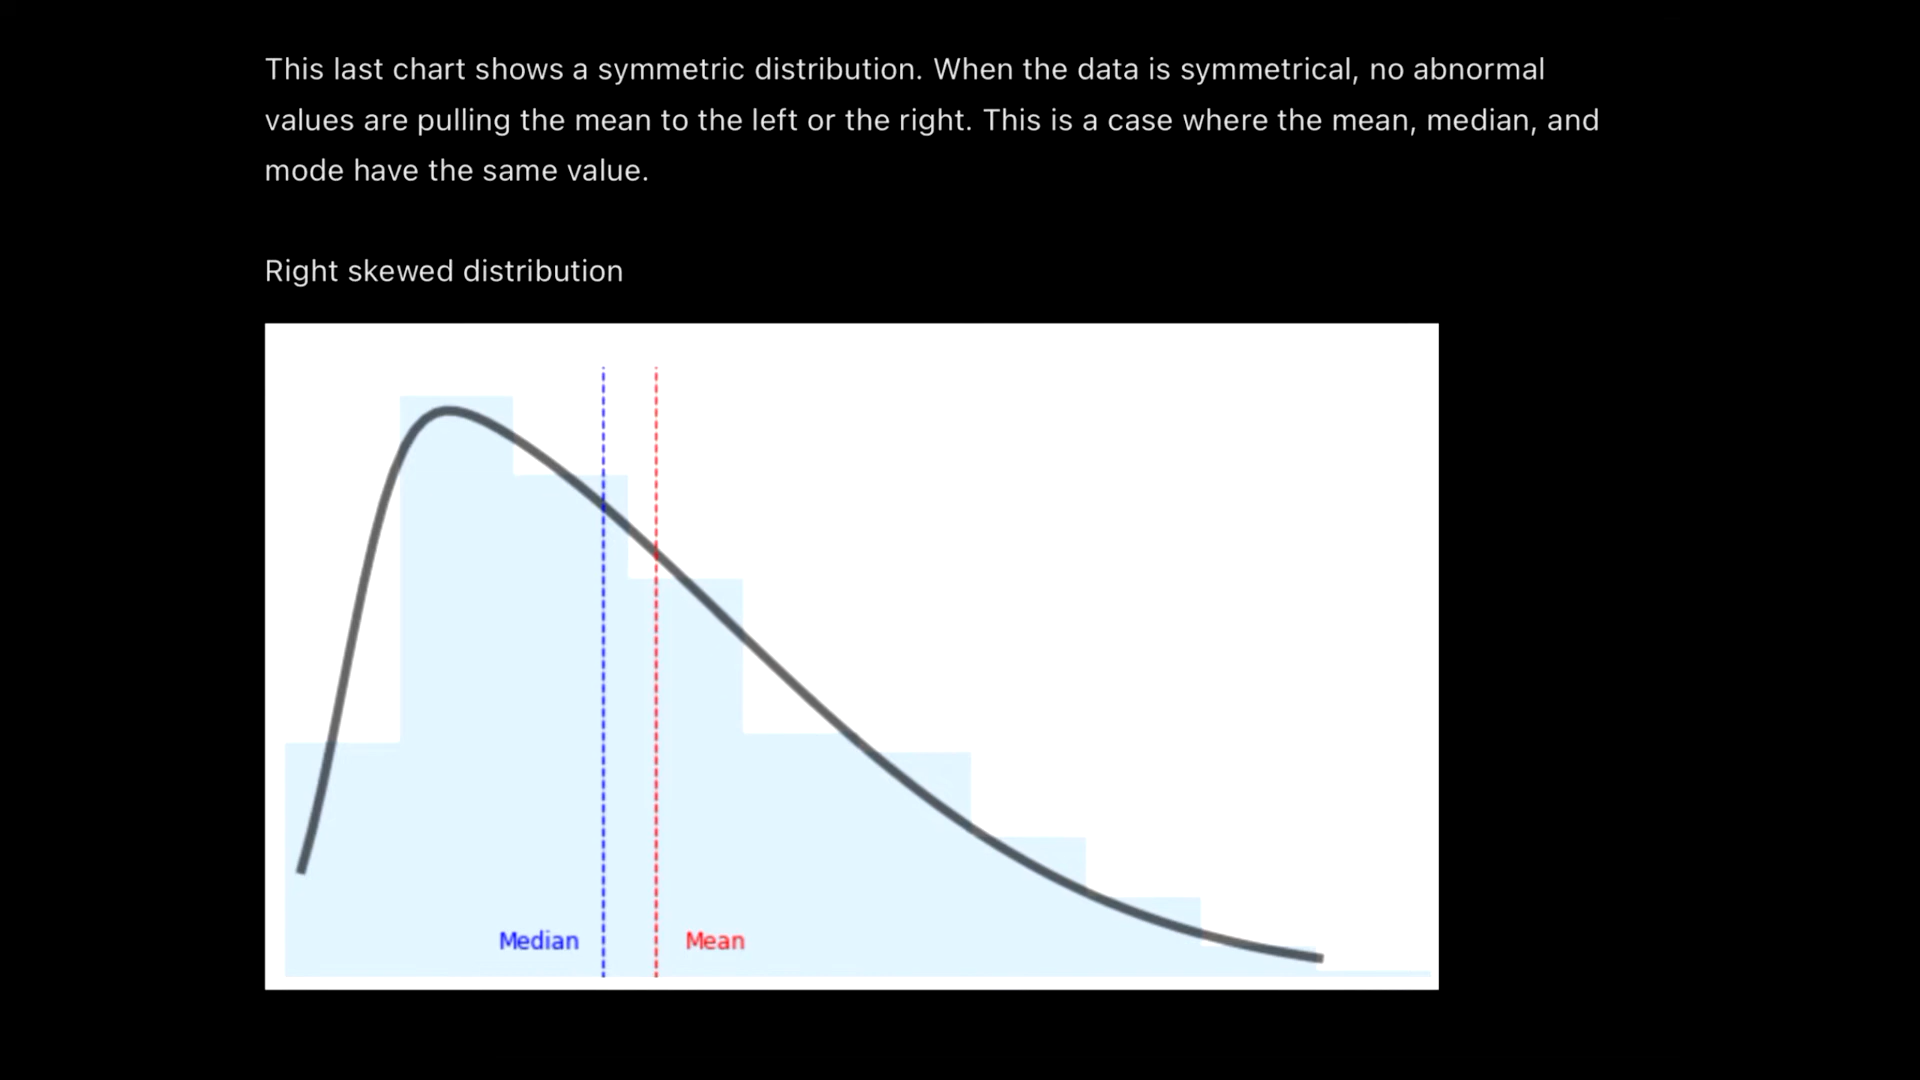 This last chart shows a symmetric distribution. When the data is symmetrical, no abnormal
values are pulling the mean to the left or the right. This is a case where the mean, median, and
mode have the same value.
Right skewed distribution
Median
Mean